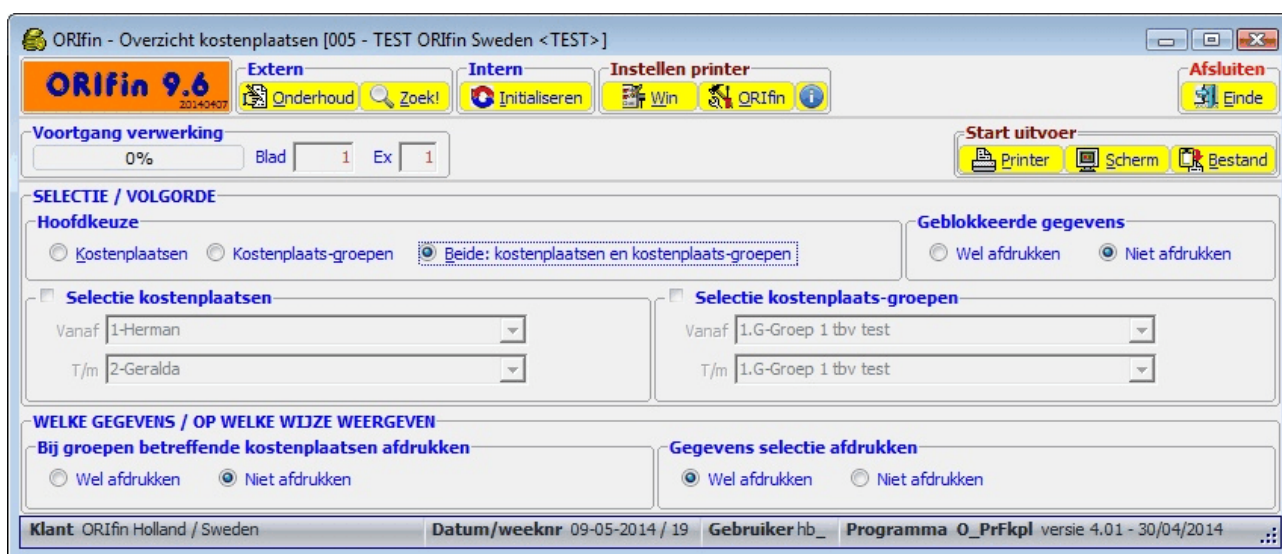 ORIfin - Overzicht kostenplaatsen [005 - TEST ORIfin Sweden <TEST>]
ORIfin 9.6
20140407
Extern
Onderhoud Zoek!
Intern
Initialiseren
Instellen printer
Win ORIfin
Afsluiten
Einde
Voortgang verwerking
0% Blad 1 Ex 1
Start uitvoer
Printer Scherm Bestand
SELECTIE / VOLGORDE
Hoofdkeuze
Kostenplaatsen Kostenplaats-groepen Beide: kostenplaatsen en kostenplaats-groepen
Geblokkeerde gegevens
Wel afdrukken Niet afdrukken
Selectie kostenplaatsen
Vanaf 1-Herman
T/m 2-Geralda
Selectie kostenplaats-groepen
Vanaf 1.G-Groep 1 tbv test
T/m 1.G-Groep 1 tbv test
WELKE GEGEVENS / OP WELKE WIJZE WEERGEVEN
Bij groepen betreffende kostenplaatsen afdrukken
Wel afdrukken Niet afdrukken
Gegevens selectie afdrukken
Wel afdrukken Niet afdrukken
Klant ORIfin Holland / Sweden Datum/weeknr 09-05-2014 / 19 Gebruiker hb_ Programma O_PrFkpl versie 4.01 - 30/04/2014